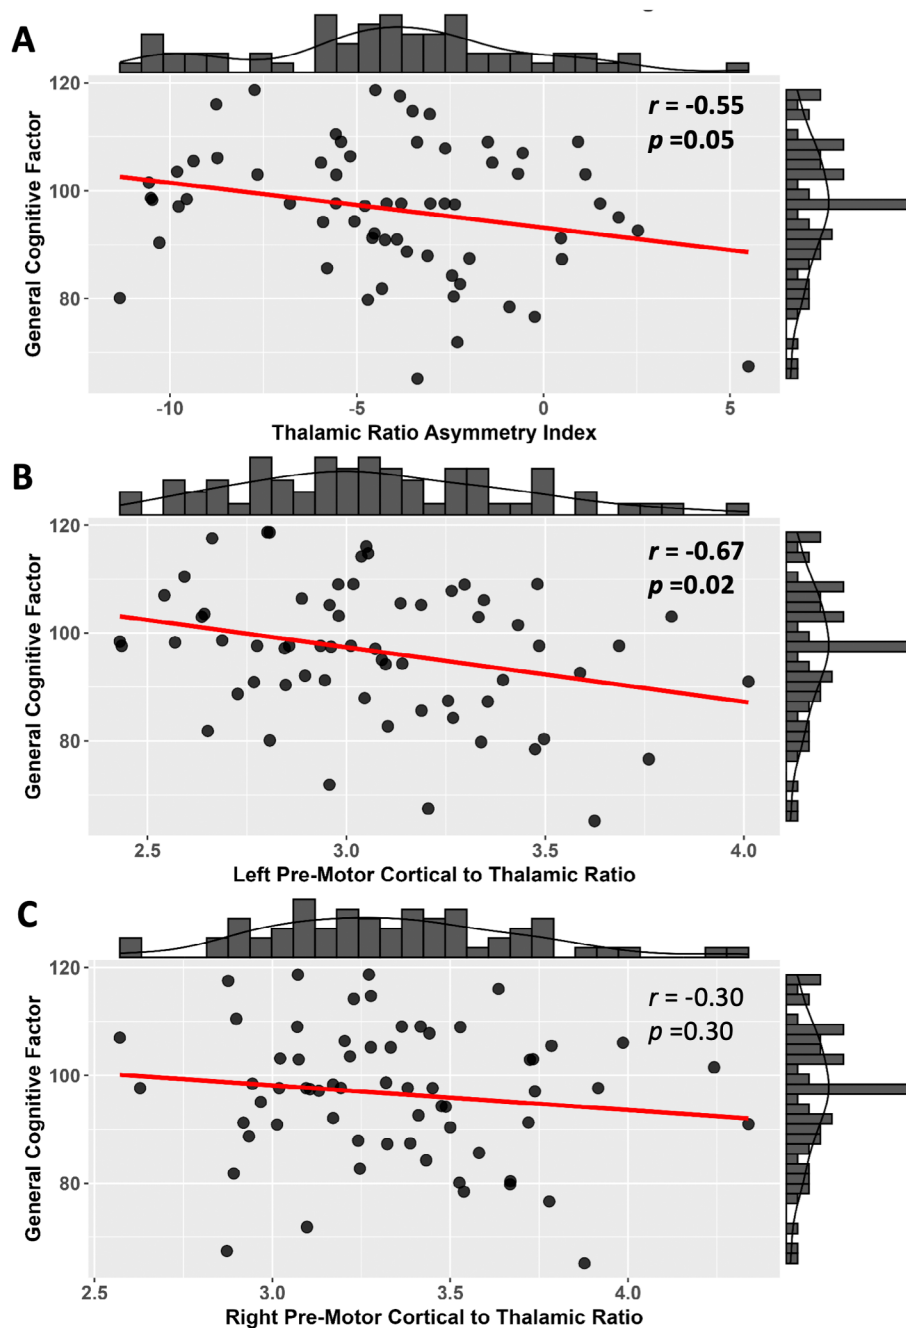 A
120
100
80
General Cognitive Factor
r = -0.55
p =0.05
-10
-5
0
5
Thalamic Ratio Asymmetry Index
B
120
100
80
General Cognitive Factor
r = -0.67
p =0.02
2.5
3.0
3.5
4.0
Left Pre-Motor Cortical to Thalamic Ratio
C
120
100
80
General Cognitive Factor
r = -0.30
p =0.30
2.5
3.0
3.5
4.0
Right Pre-Motor Cortical to Thalamic Ratio